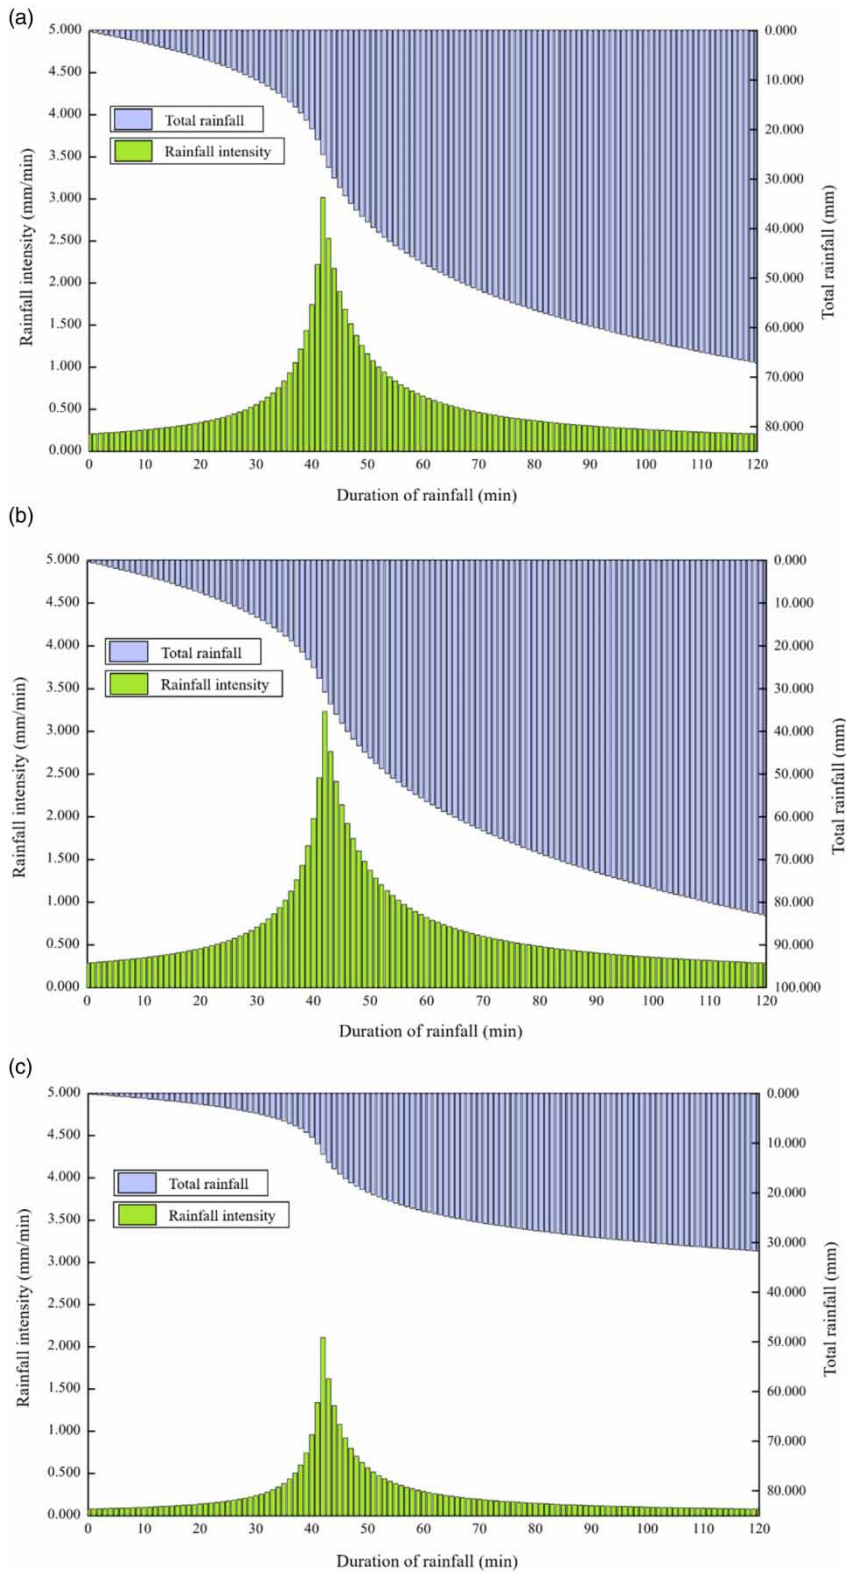 (a)
5.000
4.500
4.000
3.500
3.000
2.500
2.000
1.500
1.000
0.500
0.000
Rainfall intensity (mm/min)
Total rainfall
Rainfall intensity
0.000
10.000
20.000
30.000
40.000
50.000
60.000
70.000
80.000
Total rainfall (mm)
0 10 20 30 40 50 60 70 80 90 100 110 120
Duration of rainfall (min)
(b)
5.000
4.500
4.000
3.500
3.000
2.500
2.000
1.500
1.000
0.500
0.000
Rainfall intensity (mm/min)
Total rainfall
Rainfall intensity
0.000
10.000
20.000
30.000
40.000
50.000
60.000
70.000
80.000
90.000
100.000
Total rainfall (mm)
0 10 20 30 40 50 60 70 80 90 100 110 120
Duration of rainfall (min)
(c)
5.000
4.500
4.000
3.500
3.000
2.500
2.000
1.500
1.000
0.500
0.000
Rainfall intensity (mm/min)
Total rainfall
Rainfall intensity
0.000
10.000
20.000
30.000
40.000
50.000
60.000
70.000
80.000
Total rainfall (mm)
0 10 20 30 40 50 60 70 80 90 100 110 120
Duration of rainfall (min)